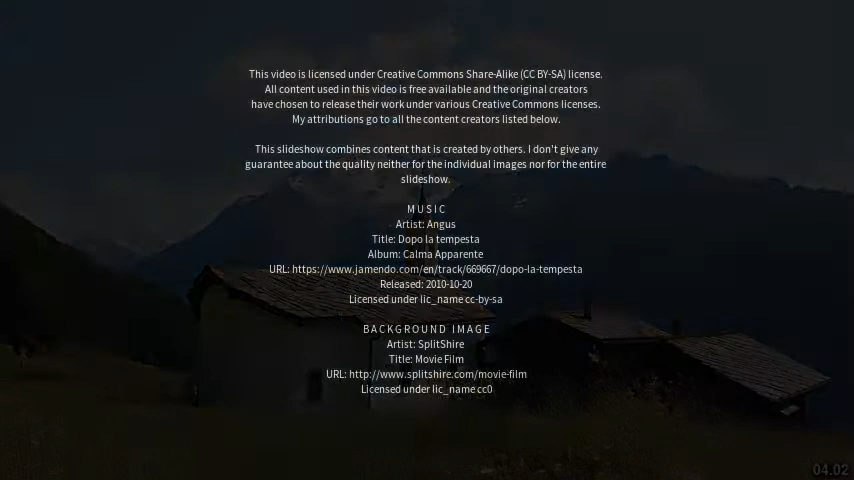 This video is licensed under Creative Commons Share-Alike (CC BY-SA) license.
All content used in this video is free available and the original creators
have chosen to release their work under various Creative Commons licenses.
My attributions go to all the content creators listed below.
This slideshow combines content that is created by others. I don't give any
guarantee about the quality neither for the individual images nor for the entire
slideshow.
MUSIC
Artist: Angus
Title: Dopo la tempesta
Album: Calma Apparente
URL: https://www.jamendo.com/en/track/669667/dopo-la-tempesta
Released: 2010-10-20
Licensed under lic_name cc-by-sa
BACKGROUND IMAGE
Artist: SplitShire
Title: Movie Film
URL: http://www.splitshire.com/movie-film
Licensed under lic_name cc0
04.02